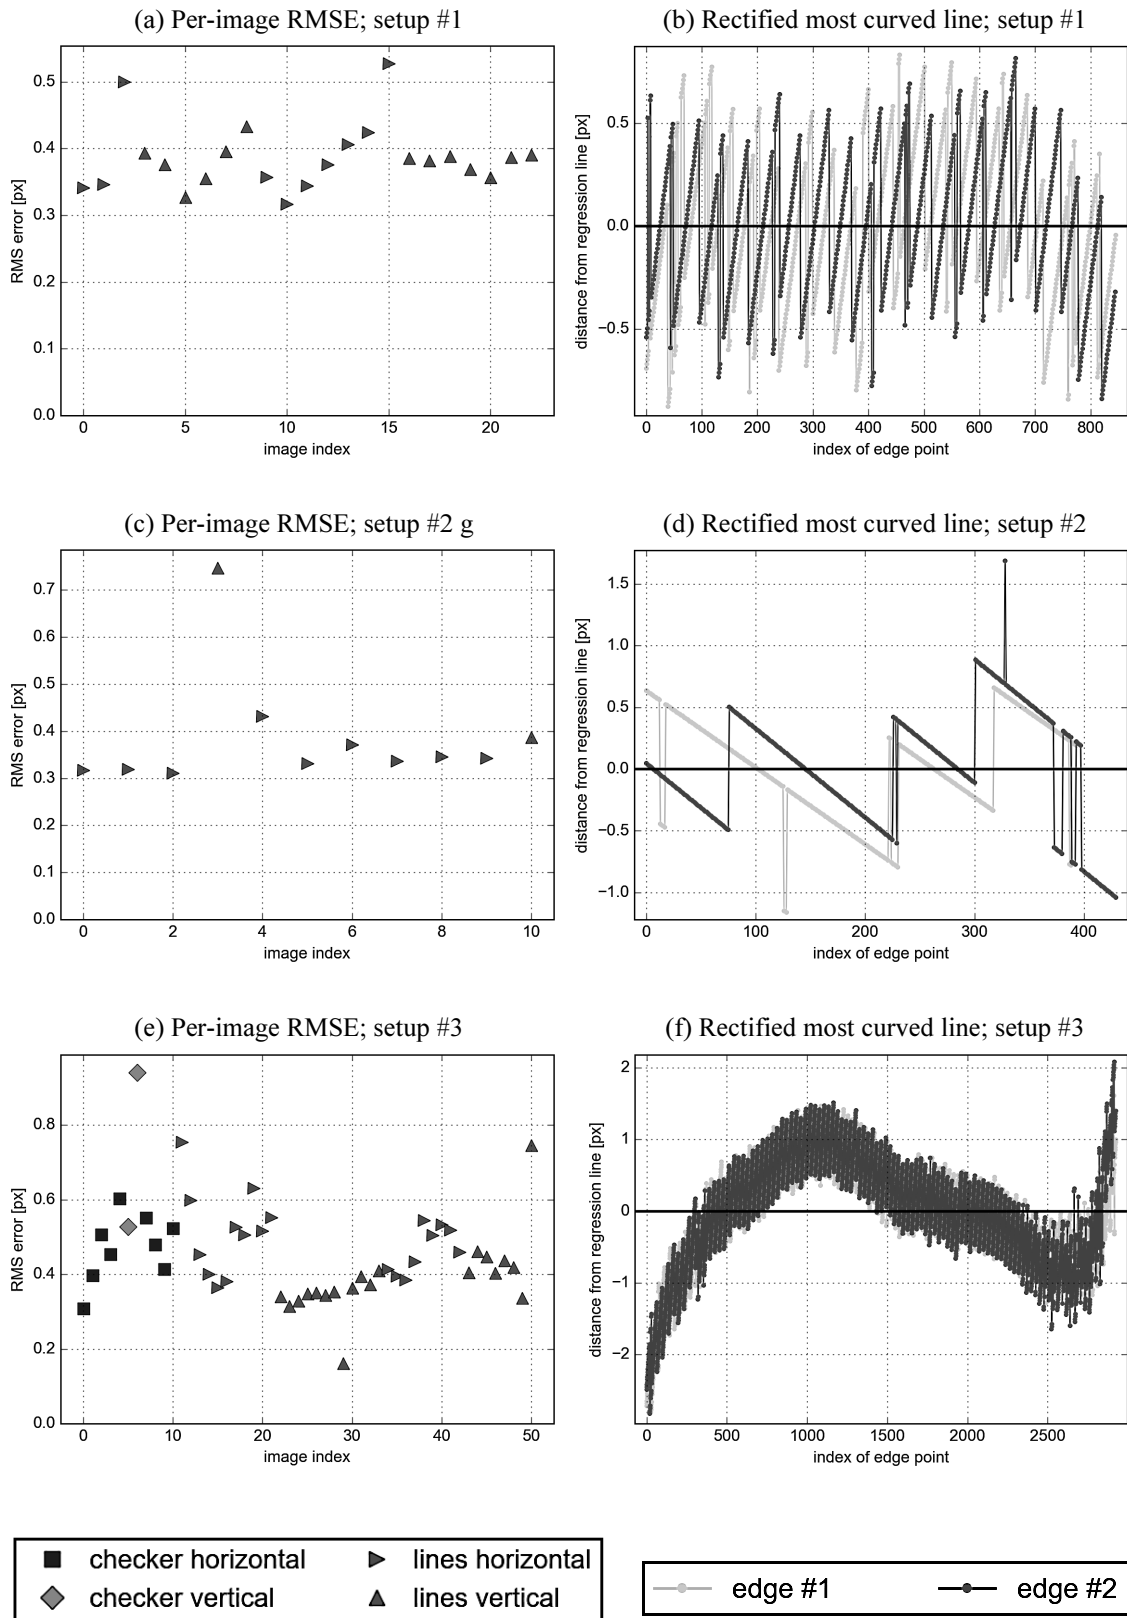 (a) Per-image RMSE; setup #1
RMS error [px]
0.5
0.4
0.3
0.2
0.1
0.0
0 5 10 15 20
image index
(b) Rectified most curved line; setup #1
distance from regression line [px]
0.5
0.0
−0.5
0 100 200 300 400 500 600 700 800
index of edge point
(c) Per-image RMSE; setup #2 g
RMS error [px]
0.7
0.6
0.5
0.4
0.3
0.2
0.1
0.0
0 2 4 6 8 10
image index
(d) Rectified most curved line; setup #2
distance from regression line [px]
1.5
1.0
0.5
0.0
−0.5
−1.0
0 100 200 300 400
index of edge point
(e) Per-image RMSE; setup #3
RMS error [px]
0.8
0.6
0.4
0.2
0.0
0 10 20 30 40 50
image index
(f) Rectified most curved line; setup #3
distance from regression line [px]
2
1
0
−1
−2
0 500 1000 1500 2000 2500
index of edge point
checker horizontal lines horizontal
checker vertical lines vertical
edge #1 edge #2